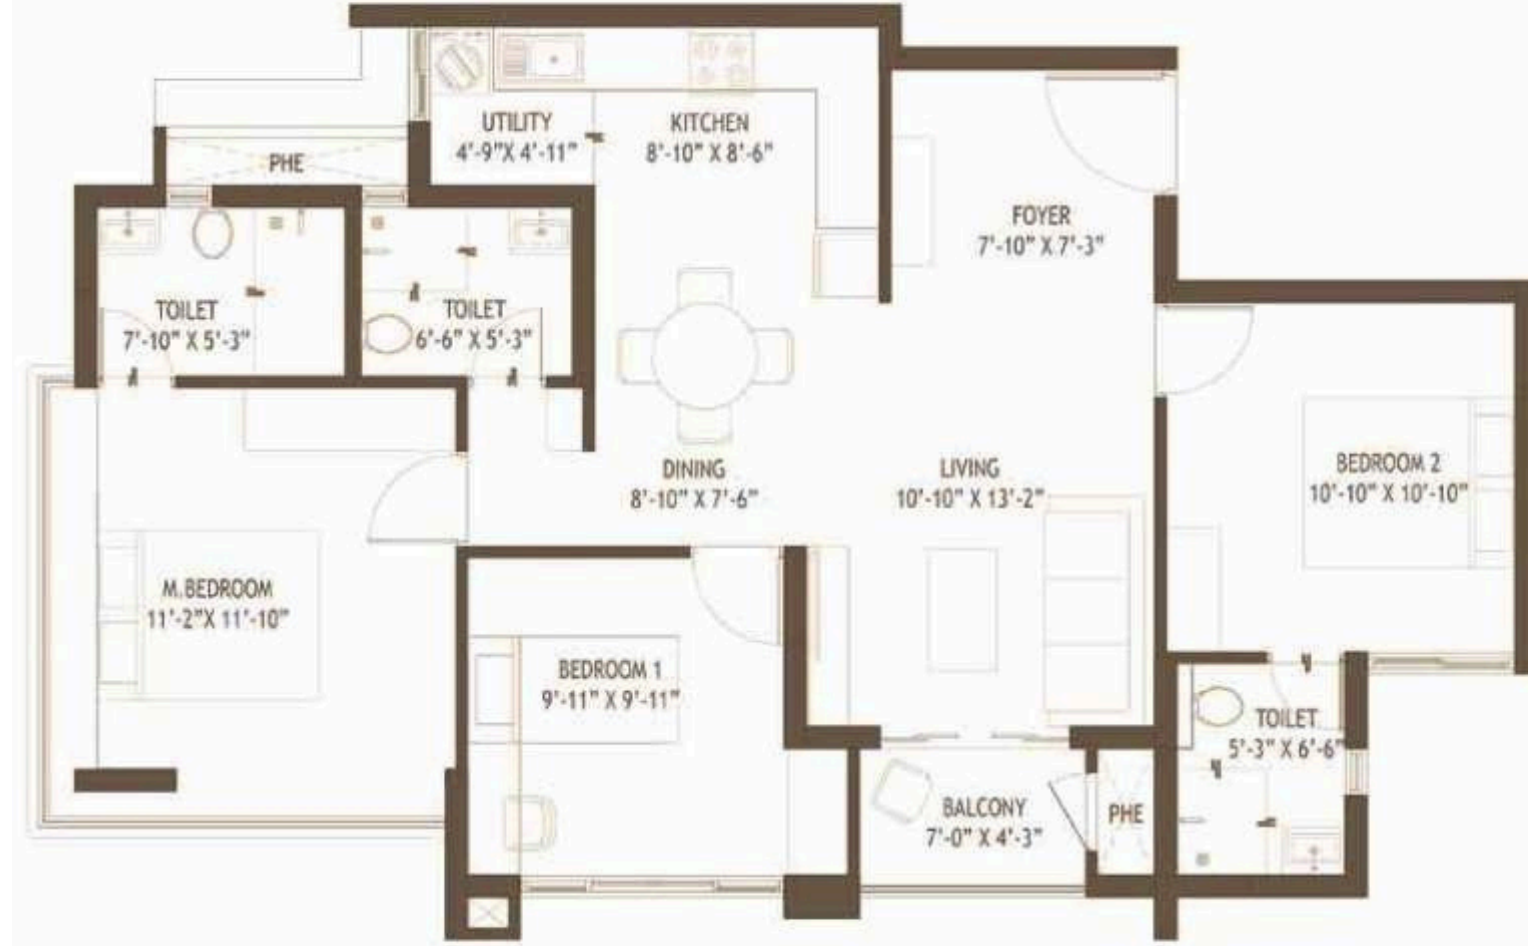 UTILITY
4'-9"X 4'-11"
KITCHEN
8'-10" X 8'-6"
PHE
FOYER
7'-10" X 7'-3"
TOILET
7'-10" X 5'-3"
TOILET
6'-6" X 5'-3"
DINING
8'-10" X 7'-6"
LIVING
10'-10" X 13'-2"
BEDROOM 2
10'-10" X 10'-10"
M.BEDROOM
11'-2"X 11'-10"
BEDROOM 1
9'-11" X 9'-11"
TOILET
5'-3" X 6'-6"
BALCONY
7'-0" X 4'-3"
PHE